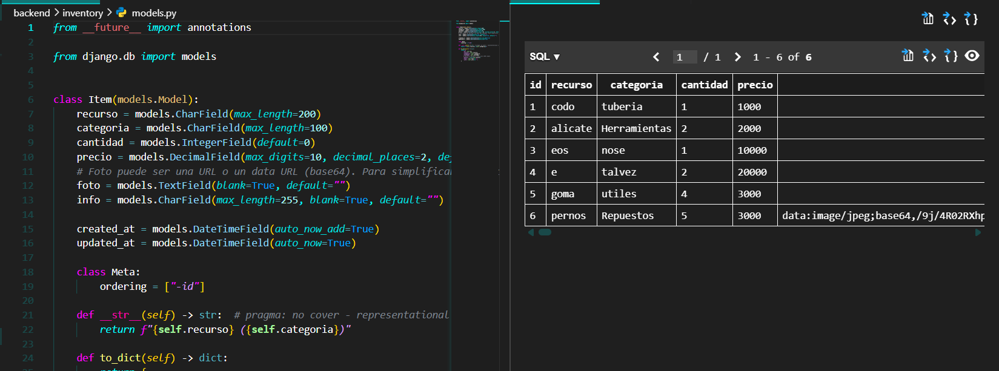 backend > inventory > models.py
1 from __future__ import annotations
2
3 from django.db import models
4
5
6 class Item(models.Model):
7 recurso = models.CharField(max_length=200)
8 categoria = models.CharField(max_length=100)
9 cantidad = models.IntegerField(default=0)
10 precio = models.DecimalField(max_digits=10, decimal_places=2,
11 # Foto puede ser una URL o un data URL (base64). Para
12 foto = models.TextField(blank=True, default="")
13 info = models.CharField(max_length=255, blank=True, default="")
14
15 created_at = models.DateTimeField(auto_now_add=True)
16 updated_at = models.DateTimeField(auto_now=True)
17
18 class Meta:
19 ordering = ["-id"]
20
21 def __str__(self) -> str: # pragma: no cover - representational
22 return f"{self.recurso} ({self.categoria})"
23
24 def to_dict(self) -> dict:
SQL ▼ < 1 / 1 > 1 - 6 of 6
id recurso categoria cantidad precio
1 codo tuberia 1 1000
2 alicate Herramientas 2 2000
3 eos nose 1 10000
4 e talvez 2 20000
5 goma utiles 4 3000
6 pernos Repuestos 5 3000 data:image/jpeg;base64,/9j/4R02RXhp